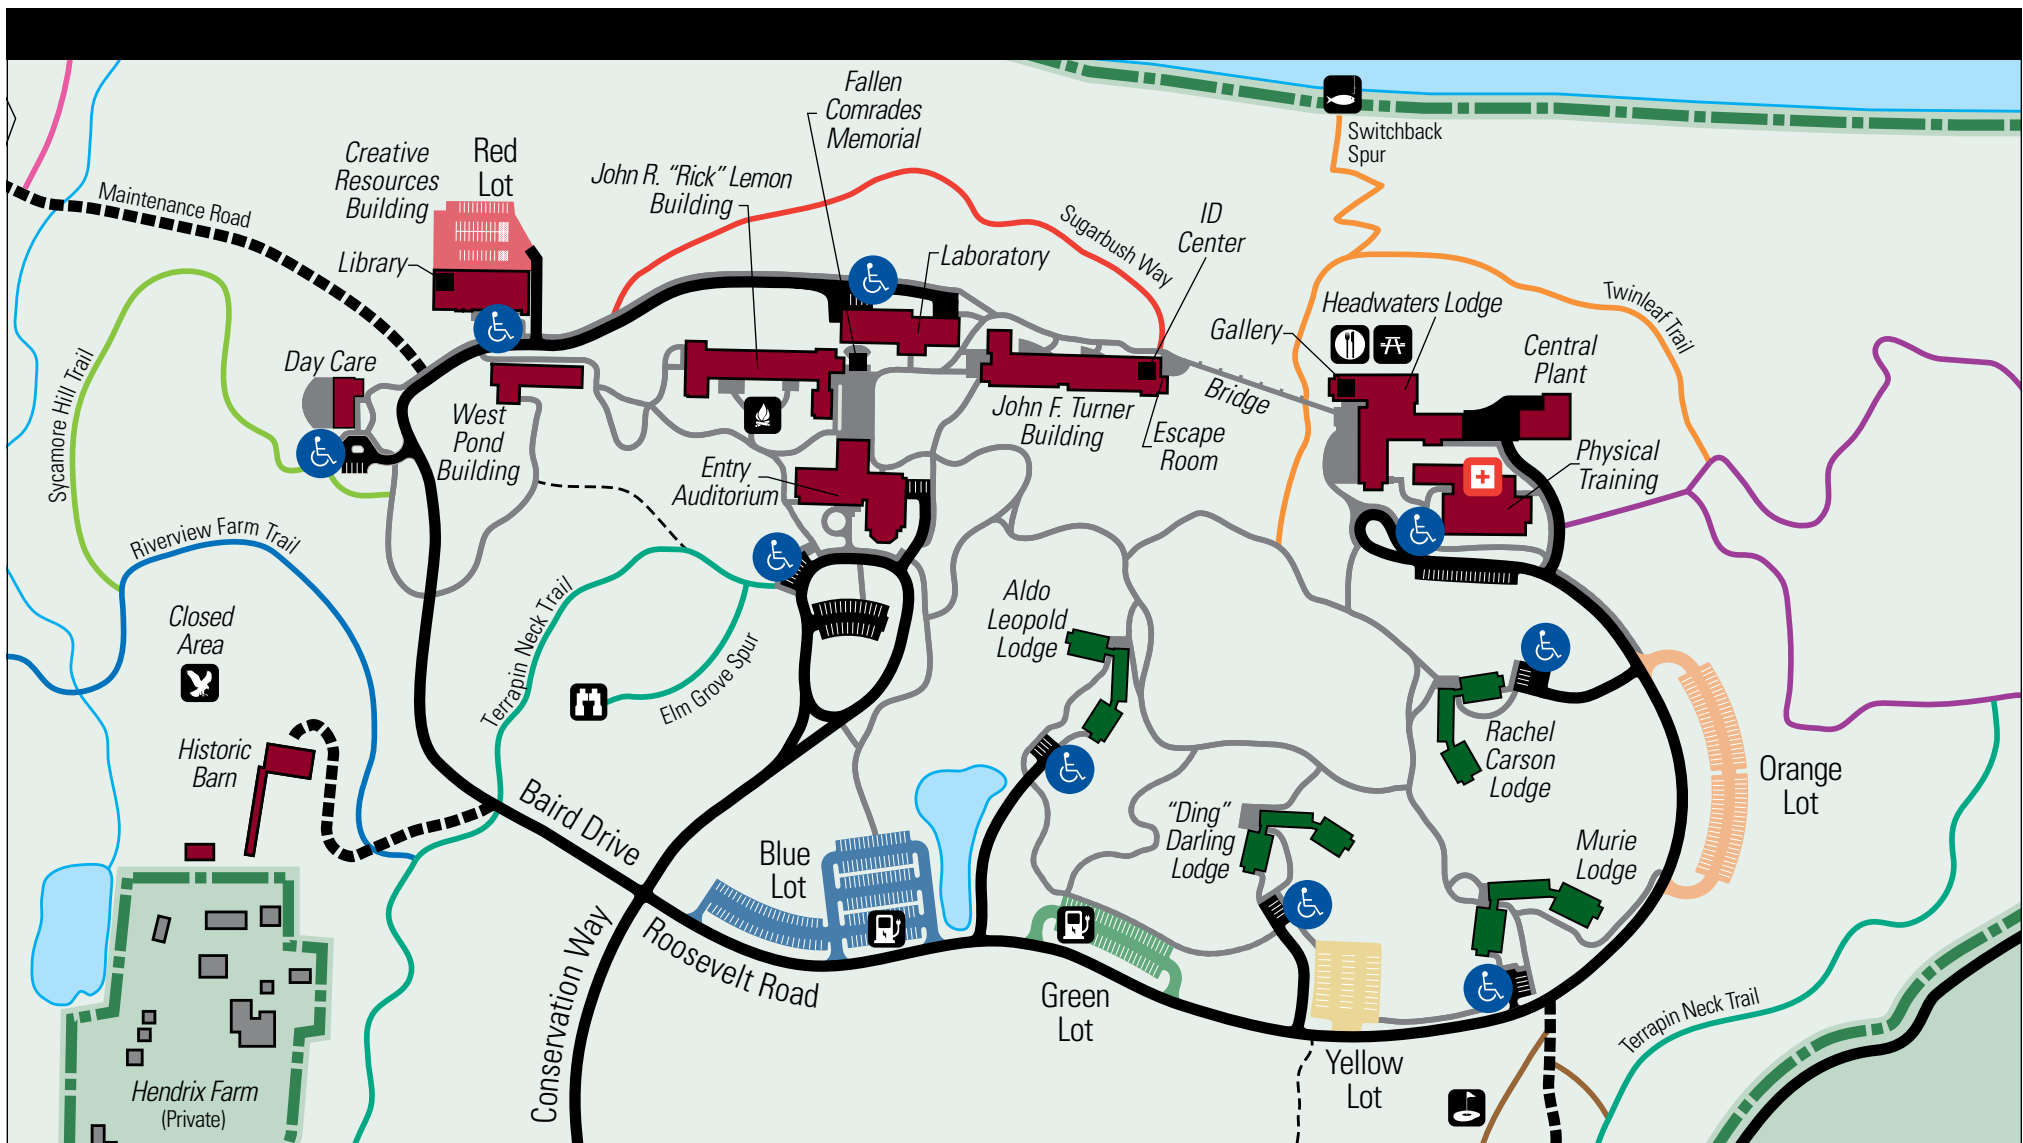 Fallen
Comrades
Memorial
Switchback
Spur
Creative
Resources
Building
Red
Lot
John R. “Rick” Lemon
Building
Maintenance Road
Sugarbush Way
ID
Center
Library
Laboratory
Twinleaf Trail
Headwaters Lodge
Gallery
Central
Plant
Day Care
Sycamore Hill Trail
West
Pond
Building
John F. Turner
Building
Bridge
Escape
Room
Physical
Training
Entry
Auditorium
Riverview Farm Trail
Closed
Area
Terrapin Neck Trail
Elm Grove Spur
Aldo
Leopold
Lodge
Historic
Barn
Rachel
Carson
Lodge
Orange
Lot
Baird Drive
“Ding”
Darling
Lodge
Blue
Lot
Murie
Lodge
Conservation Way
Roosevelt Road
Green
Lot
Terrapin Neck Trail
Yellow
Lot
Hendrix Farm
(Private)